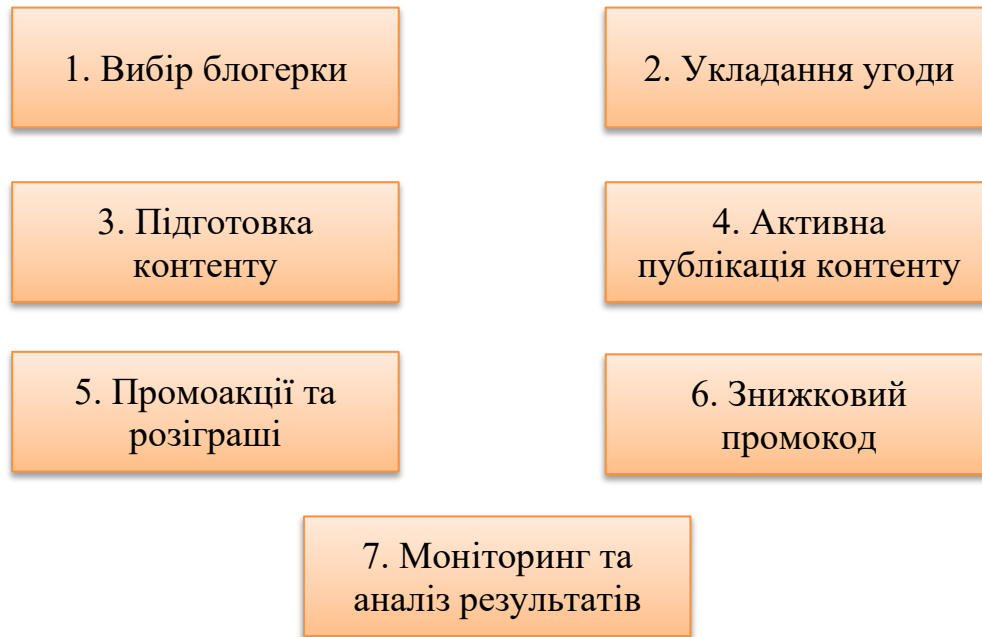 1. Вибір блогерки
2. Укладання угоди
3. Підготовка
контенту
4. Активна
публікація контенту
5. Промоакції та
розіграші
6. Знижковий
промокод
7. Моніторинг та
аналіз результатів